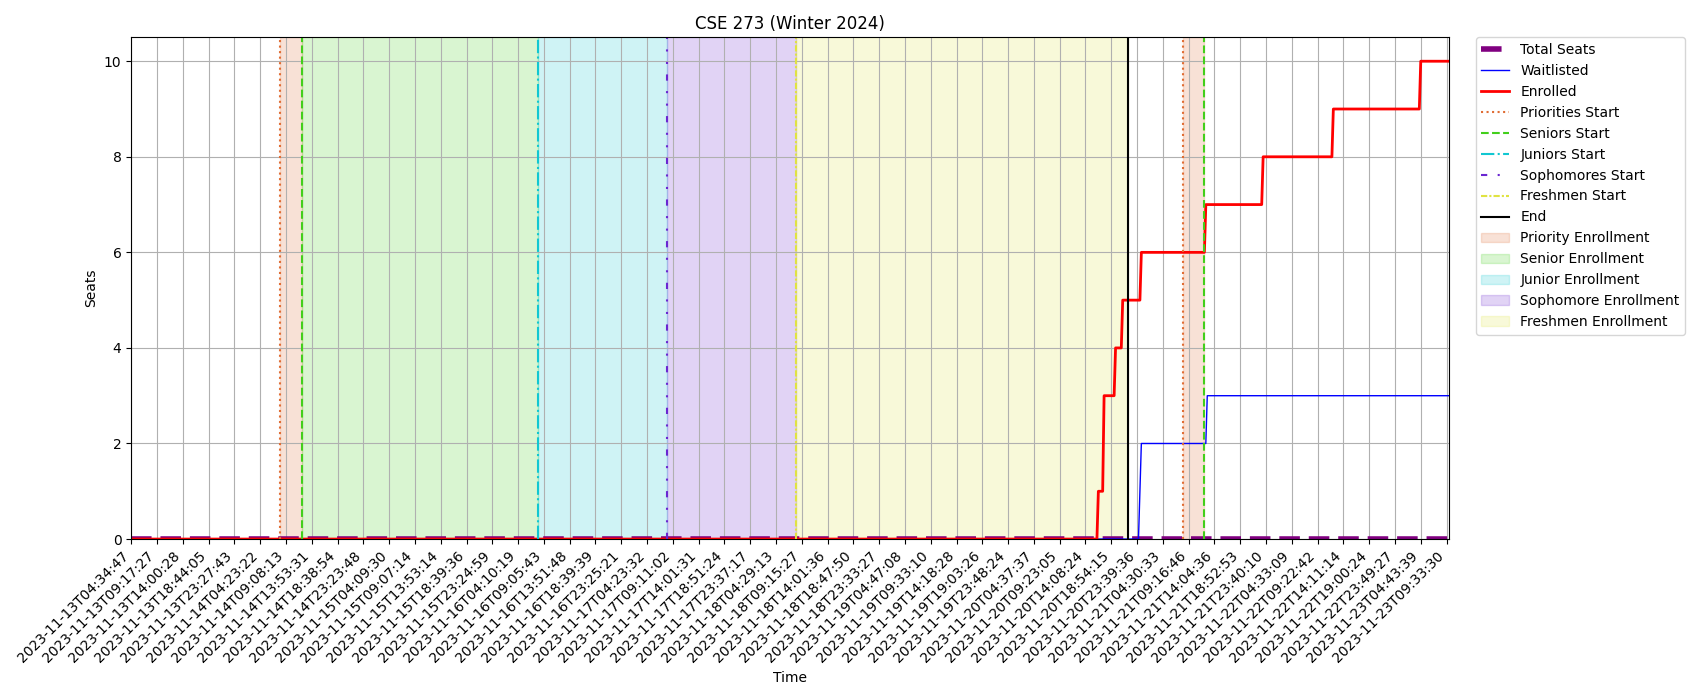 CSE 273 (Winter 2024)
10
8
6
4
2
0
Seats
2023-11-13T04:34:47
2023-11-13T09:17:27
2023-11-13T14:00:28
2023-11-13T18:44:05
2023-11-13T23:27:43
2023-11-14T04:23:22
2023-11-14T09:08:13
2023-11-14T13:53:31
2023-11-14T18:38:54
2023-11-14T23:23:48
2023-11-15T04:09:30
2023-11-15T09:07:14
2023-11-15T13:53:14
2023-11-15T18:39:36
2023-11-15T23:24:59
2023-11-16T04:10:19
2023-11-16T09:05:43
2023-11-16T13:51:48
2023-11-16T18:39:39
2023-11-16T23:25:21
2023-11-17T04:23:32
2023-11-17T09:11:02
2023-11-17T14:01:31
2023-11-17T18:51:24
2023-11-17T23:37:17
2023-11-18T04:29:13
2023-11-18T09:15:27
2023-11-18T14:01:36
2023-11-18T18:47:50
2023-11-18T23:33:27
2023-11-19T04:47:08
2023-11-19T09:33:10
2023-11-19T14:18:28
2023-11-19T19:03:26
2023-11-19T23:48:24
2023-11-20T04:37:37
2023-11-20T09:23:05
2023-11-20T14:08:24
2023-11-20T18:54:15
2023-11-20T23:39:36
2023-11-21T04:30:33
2023-11-21T09:16:46
2023-11-21T14:04:36
2023-11-21T18:52:53
2023-11-21T23:40:10
2023-11-22T04:33:09
2023-11-22T09:22:42
2023-11-22T14:11:14
2023-11-22T19:00:24
2023-11-22T23:49:27
2023-11-23T04:43:39
2023-11-23T09:33:30
Time
Total Seats
Waitlisted
Enrolled
Priorities Start
Seniors Start
Juniors Start
Sophomores Start
Freshmen Start
End
Priority Enrollment
Senior Enrollment
Junior Enrollment
Sophomore Enrollment
Freshmen Enrollment